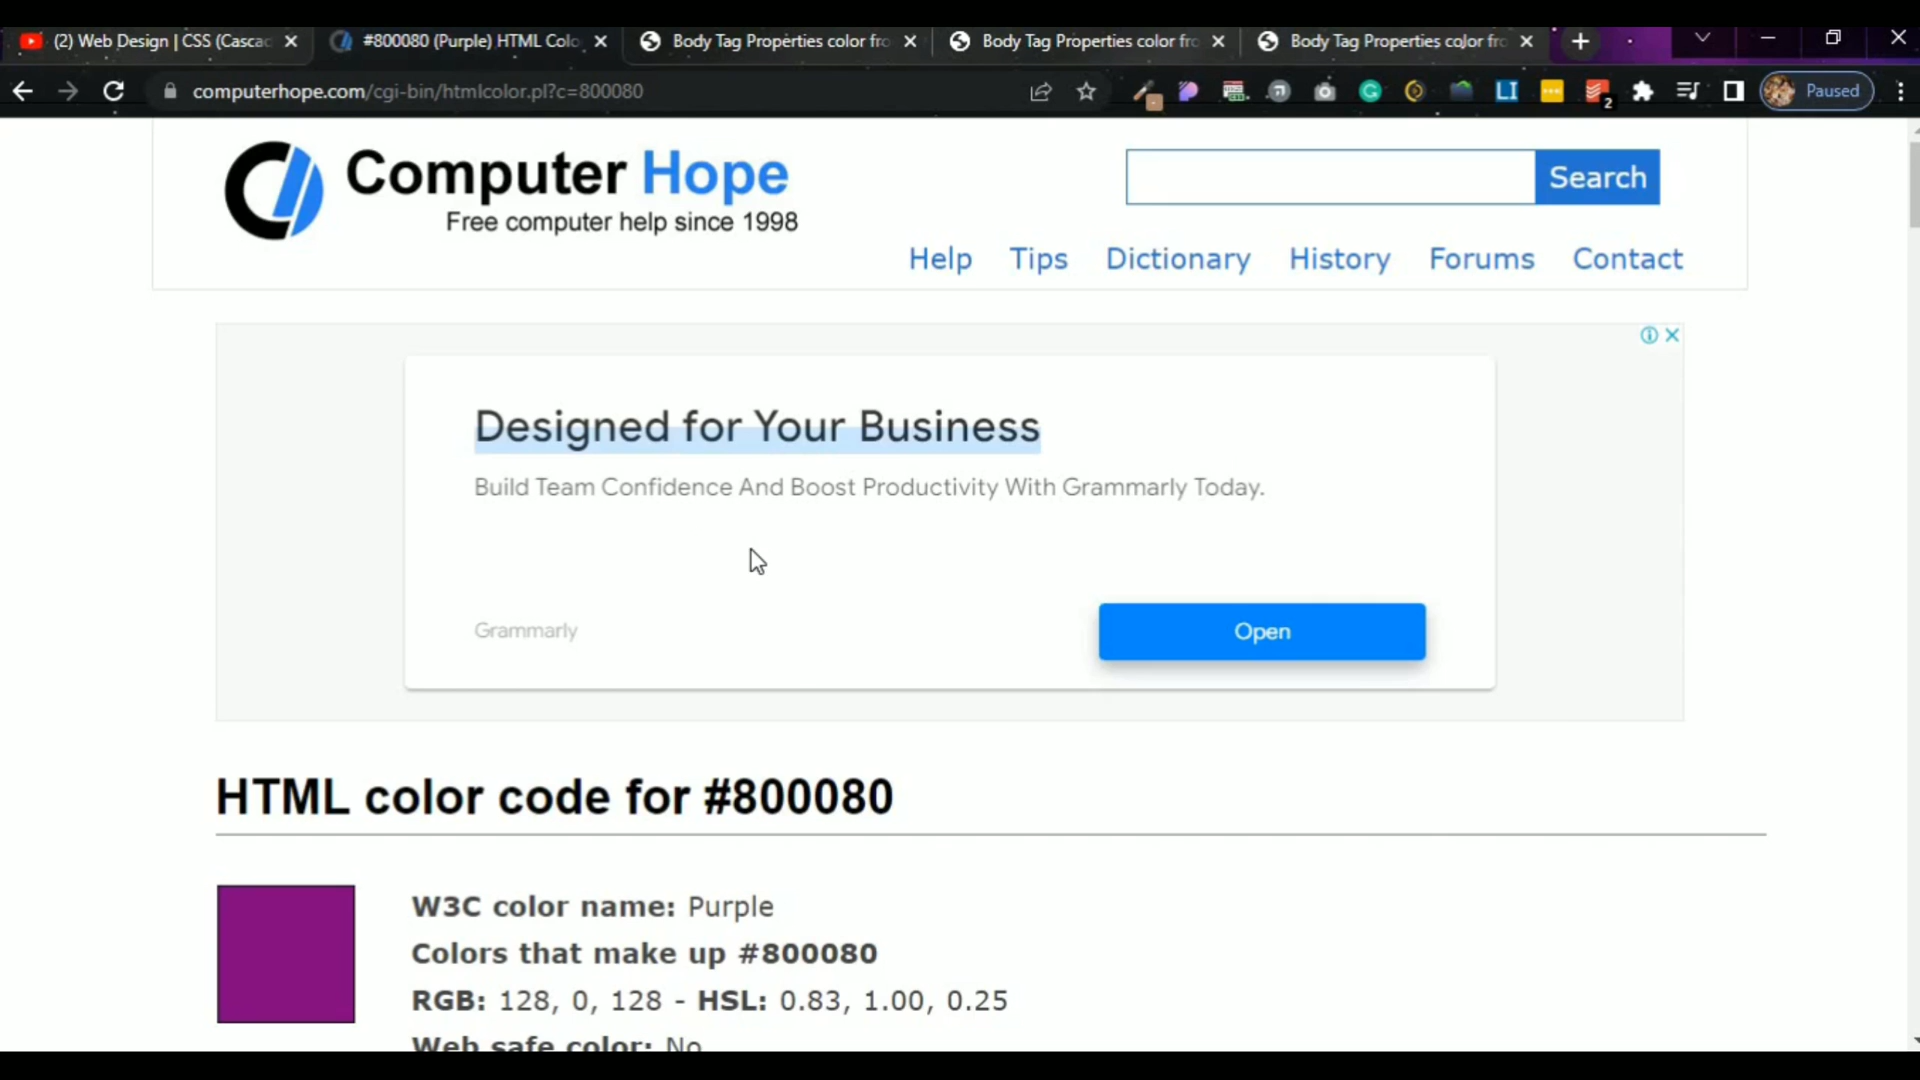 (2) Web Design | CSS (Casca
#800080 (Purple) HTML Colo
Body Tag Properties color fro
Body Tag Properties color fro
Body Tag Properties color fro
computerhope.com/cgi-bin/htmlcolor.pl?c=800080
LI
2
Paused
Computer Hope
Free computer help since 1998
Search
Help Tips Dictionary History Forums Contact
Designed for Your Business
Build Team Confidence And Boost Productivity With Grammarly Today.
Grammarly
Open
HTML color code for #800080
W3C color name: Purple
Colors that make up #800080
RGB: 128, 0, 128 - HSL: 0.83, 1.00, 0.25
Web safe color: No